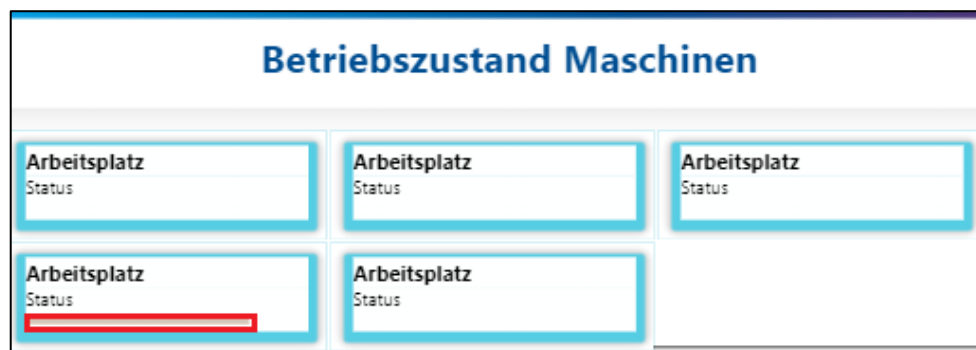 Betriebszustand Maschinen
Arbeitsplatz
Status
Arbeitsplatz
Status
Arbeitsplatz
Status
Arbeitsplatz
Status
Arbeitsplatz
Status